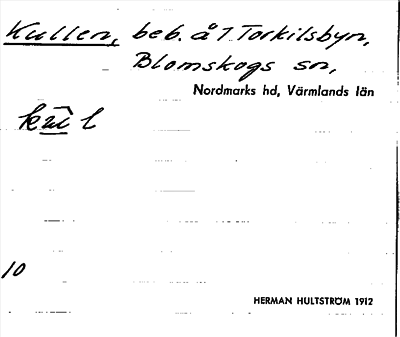 Kullen, beb. å 1 Torkilsbyn,
Blomskogs sn,
Nordmarks hd, Värmlands län
10
HERMAN HULTSTRÖM 1912